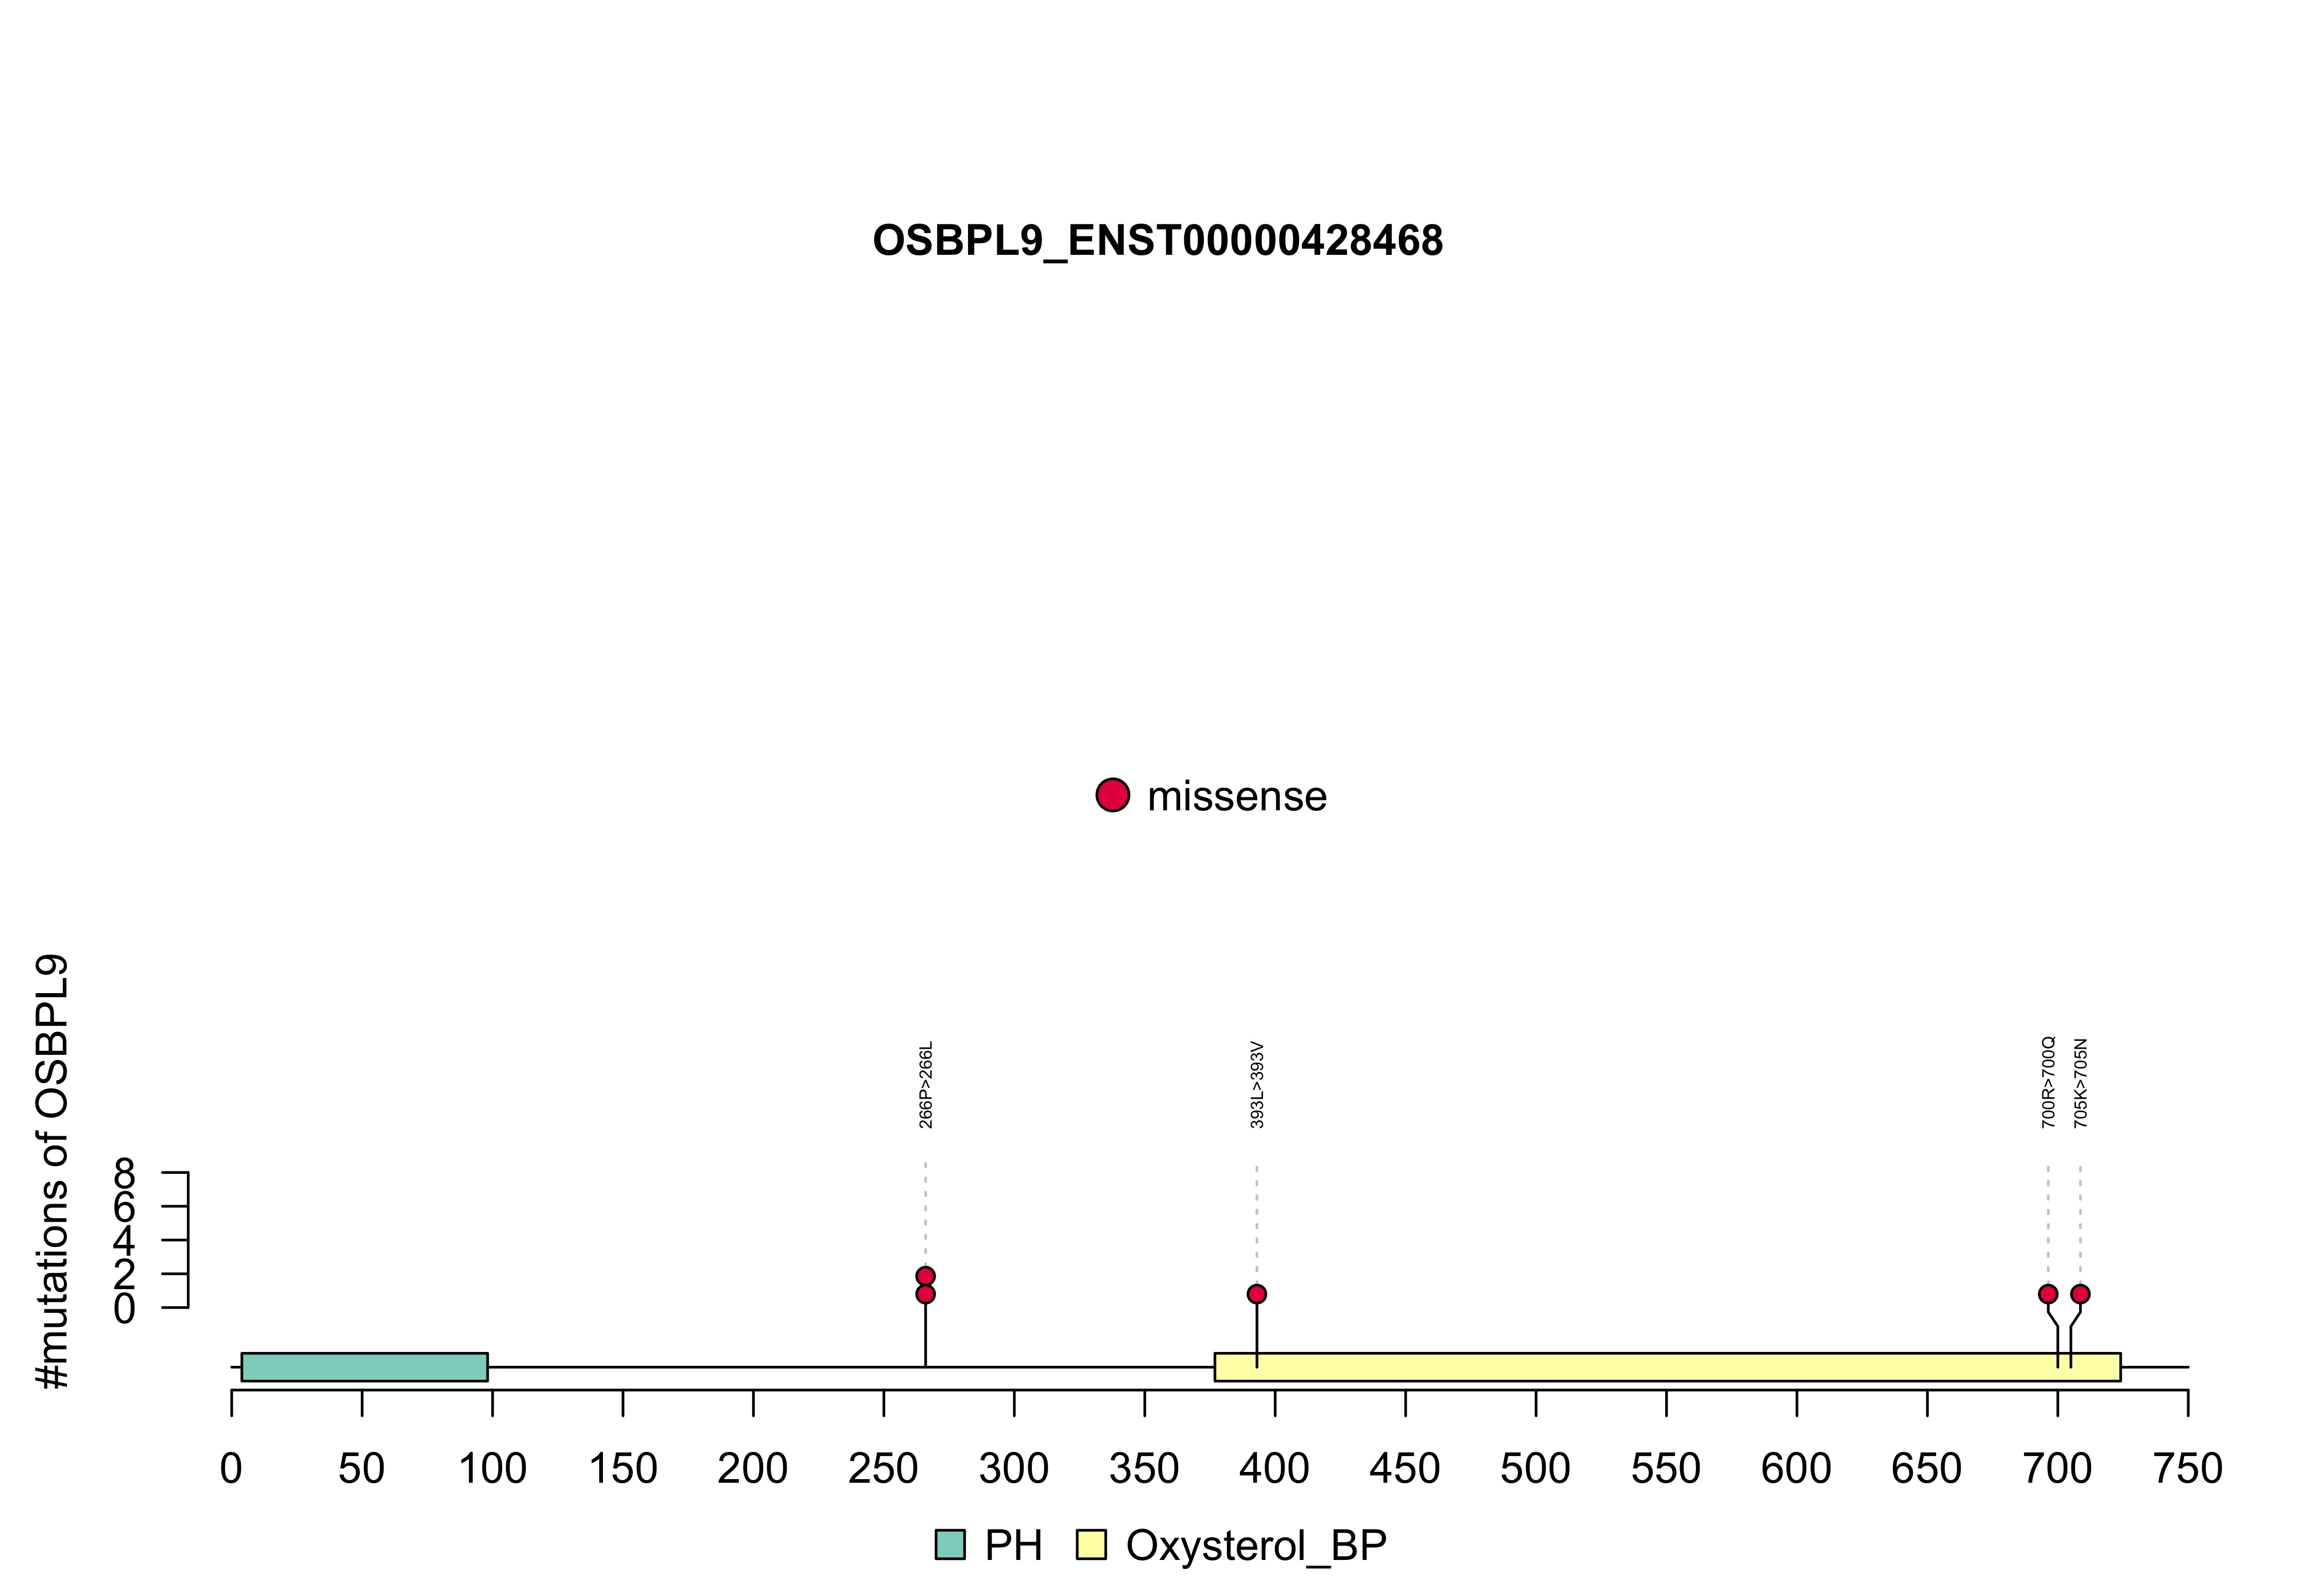 OSBPL9_ENST00000428468
missense
#mutations of OSBPL9
8
6
4
2
0
266P>266L
393L>393V
700R>700Q
705K>705N
0 50 100 150 200 250 300 350 400 450 500 550 600 650 700 750
PH Oxysterol_BP